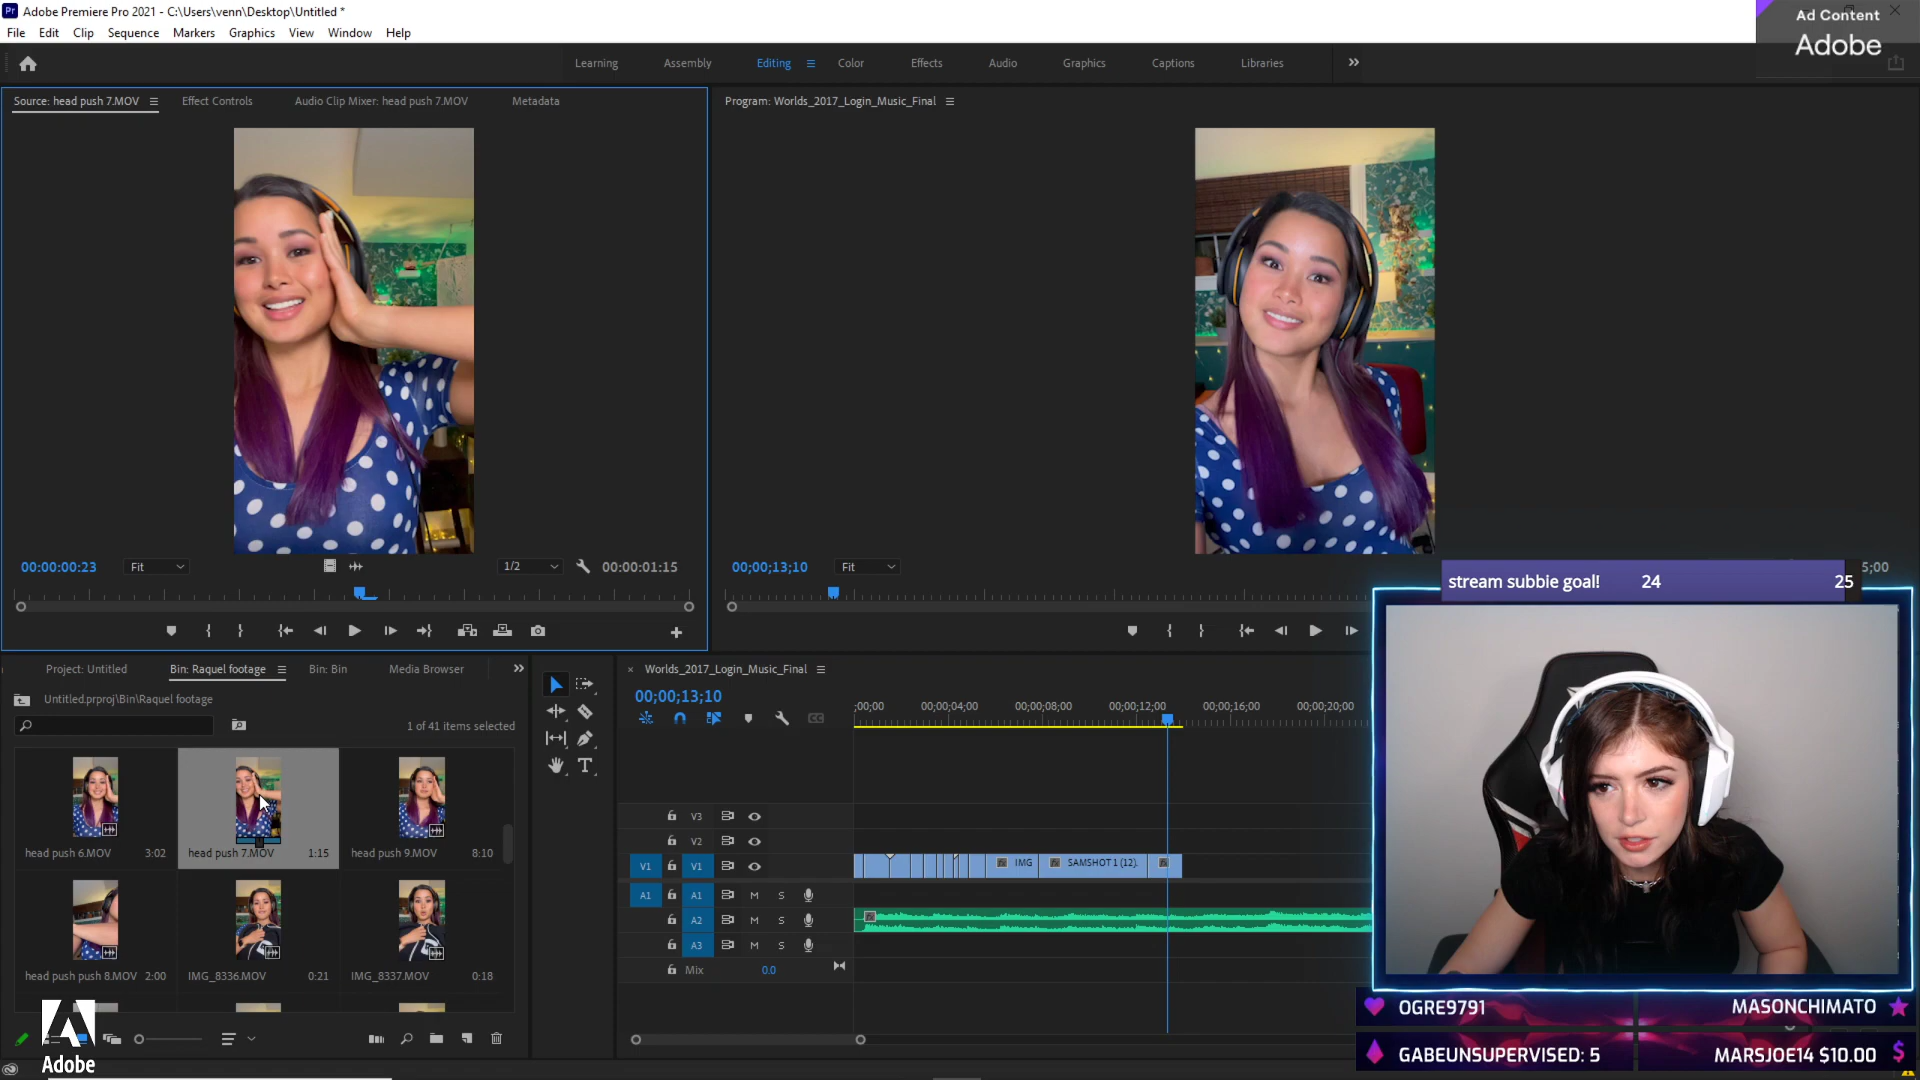 Adobe Premiere Pro 2021 - C:\Users\venn\Desktop\Untitled *
Ad Content
Adobe
File Edit Clip Sequence Markers Graphics View Window Help
Learning Assembly Editing Color Effects Audio Graphics Captions Libraries
Source: head push 7.MOV Effect Controls Audio Clip Mixer: head push 7.MOV Metadata
Program: Worlds_2017_Login_Music_Final
00:00:00:23 Fit 1/2 00:00:01:15
00;00;13;10 Fit 5;00
stream subbie goal! 24 25
Project: Untitled Bin: Raquel footage Bin: Bin Media Browser
Untitled.prproj\Bin\Raquel footage
1 of 41 items selected
head push 6.MOV 3:02 head push 7.MOV 1:15 head push 9.MOV 8:10
head push push 8.MOV 2:00 IMG_8336.MOV 0:21 IMG_8337.MOV 0:18
Worlds_2017_Login_Music_Final
00;00;13;10
;00;00 00;00;04;00 00;00;08;00 00;00;12;00 00;00;16;00 00;00;20;00
V3
V2
V1 V1 IMG SAMSHOT 1 (12).
A1 A1 M S
A2 M S
A3 M S
Mix 0.0
Adobe
OGRE9791 MASONCHIMATO
GABEUNSUPERVISED: 5 MARSJOE14 $10.00 $